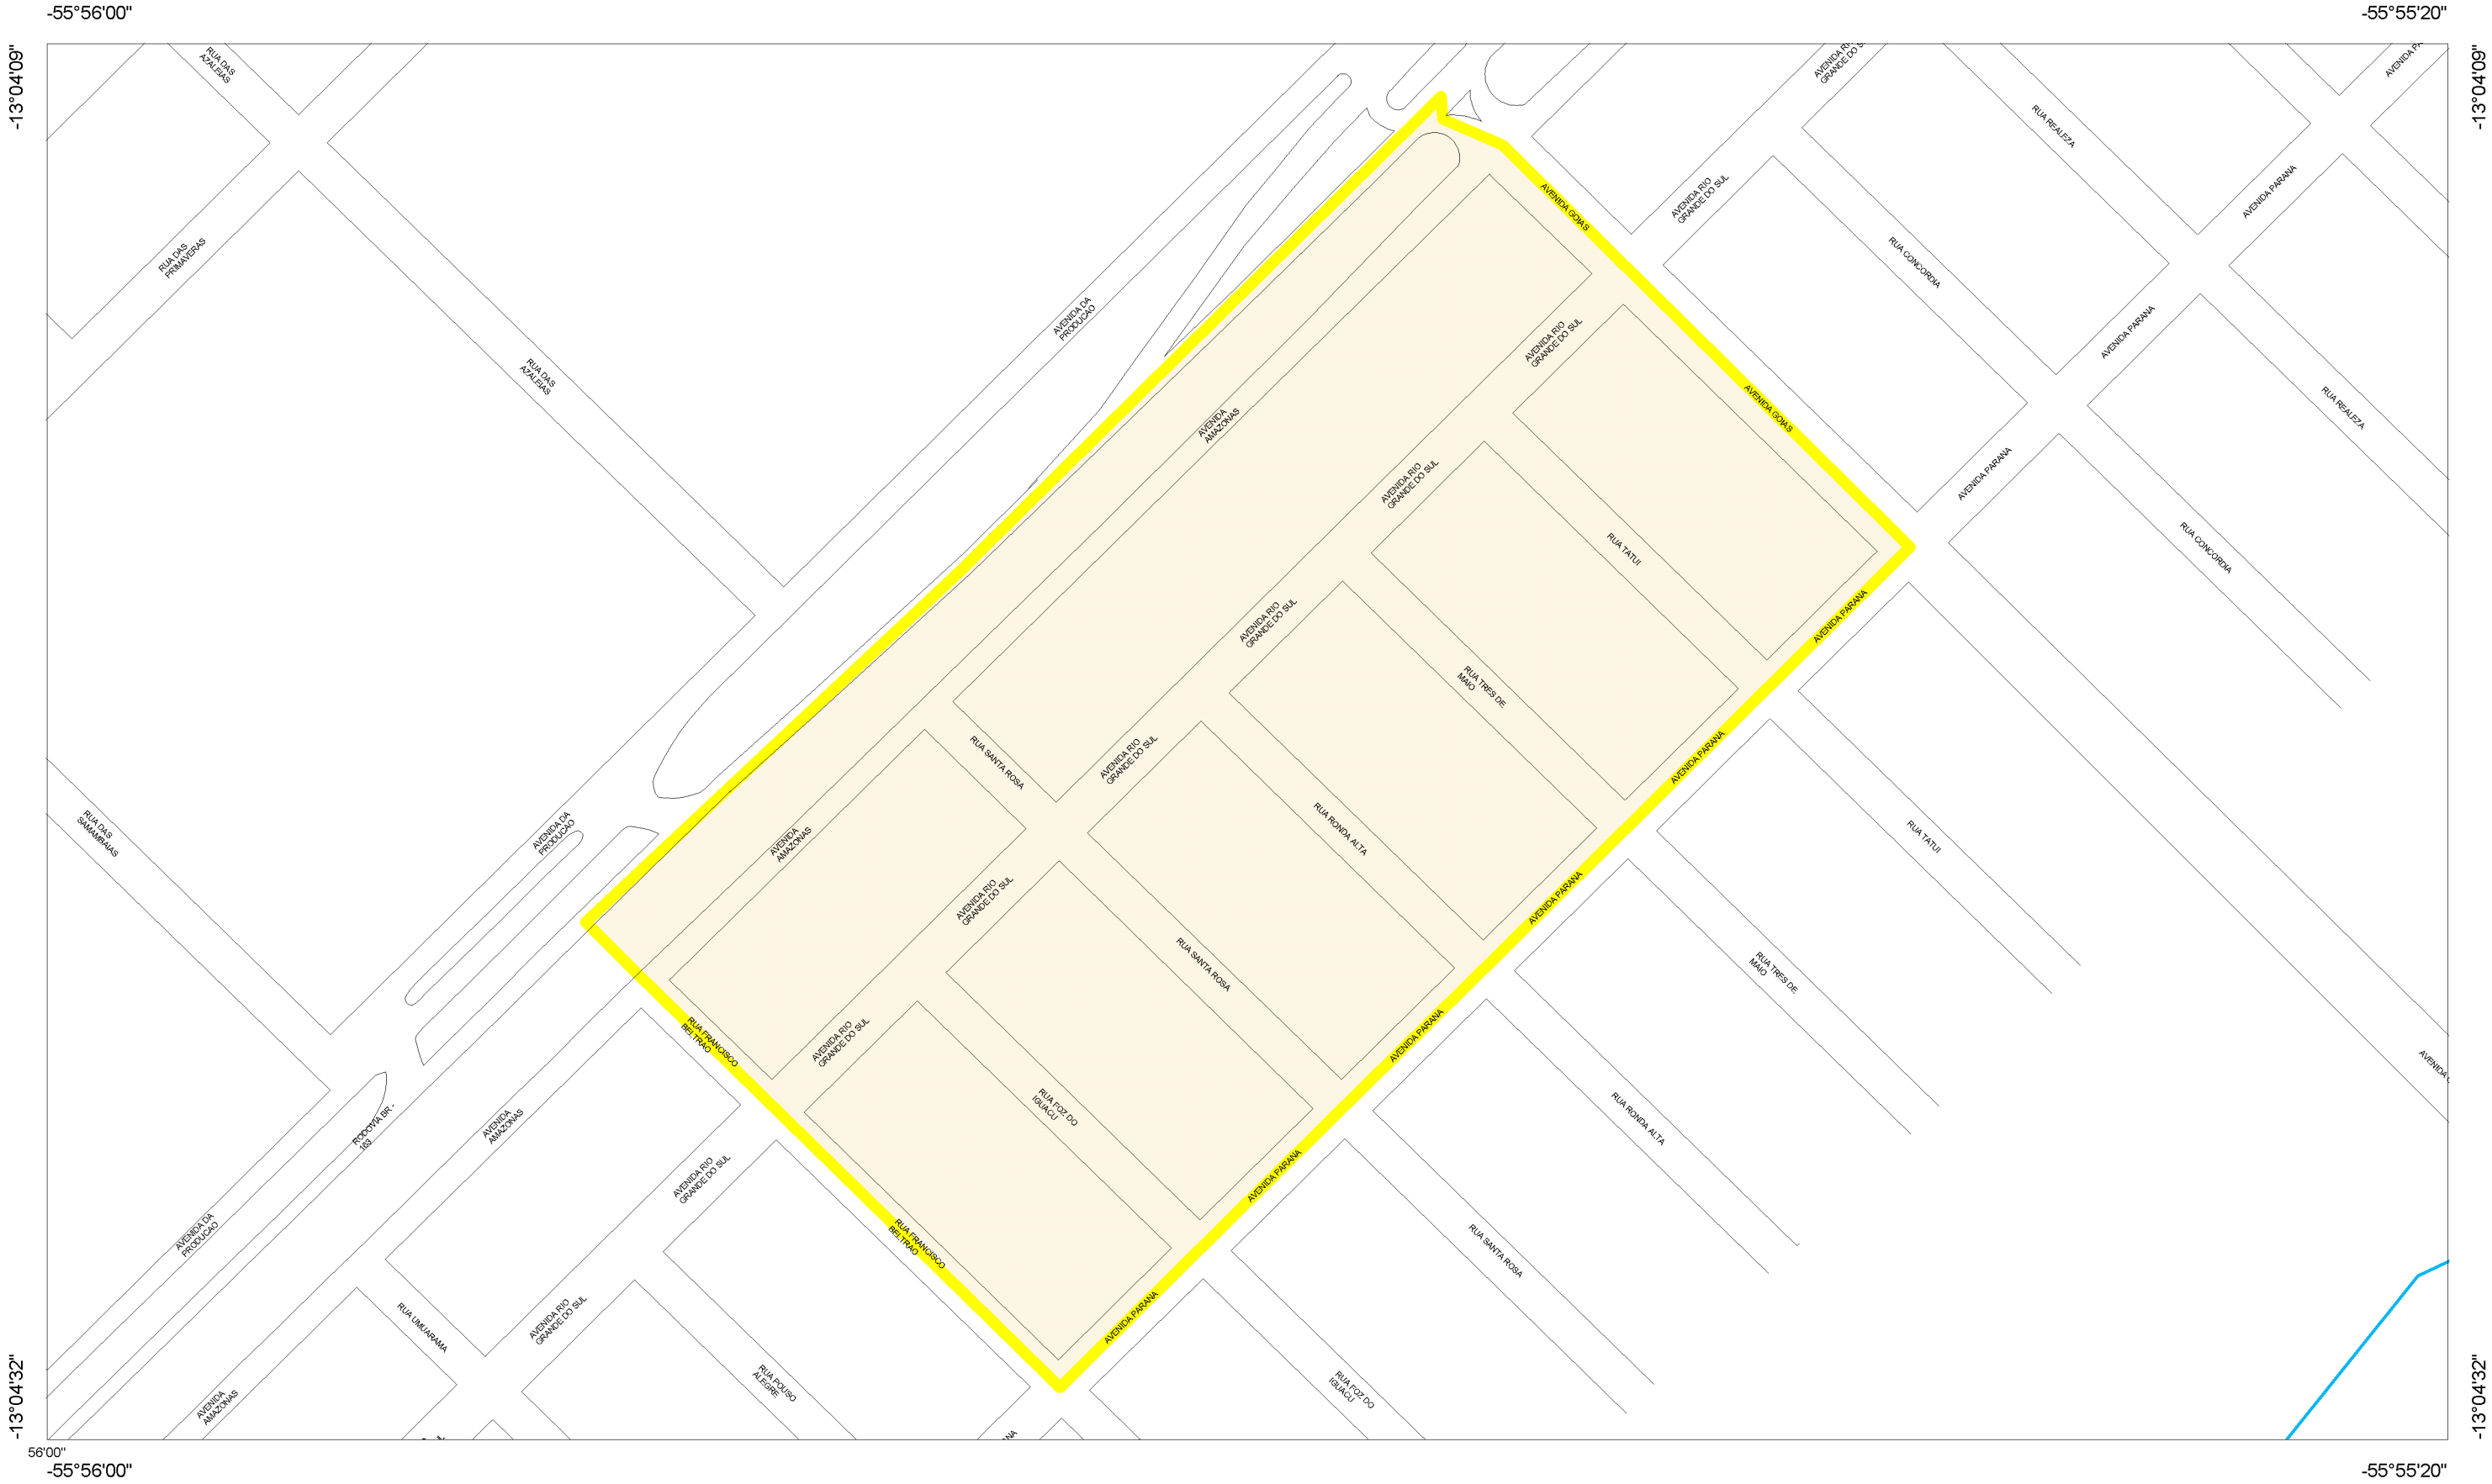 -55°56'00"
-55°55'20"
-13°04'09"
-13°04'09"
RUA DAS
AZALEIAS
AVENIDA RIO
GRANDE DO SUL
RUA REALEZA
RUA DAS
PRIMAVERAS
AVENIDA GOIAS
AVENIDA RIO
GRANDE DO SUL
AVENIDA PARANA
RUA CONCORDIA
AVENIDA DA
PRODUCAO
AVENIDA RIO
GRANDE DO SUL
AVENIDA PARANA
RUA DAS
AZALEIAS
AVENIDA
AMAZONAS
AVENIDA GOIAS
RUA REALEZA
AVENIDA RIO
GRANDE DO SUL
AVENIDA PARANA
RUA TATUI
RUA CONCORDIA
AVENIDA RIO
GRANDE DO SUL
AVENIDA PARANA
RUA TRES DE
MAIO
RUA SANTA ROSA
AVENIDA RIO
GRANDE DO SUL
AVENIDA PARANA
RUA DAS
SAMAMBAIAS
AVENIDA DA
PRODUCAO
AVENIDA
AMAZONAS
RUA RONDA ALTA
RUA TATUI
AVENIDA RIO
GRANDE DO SUL
AVENIDA PARANA
RUA SANTA ROSA
RUA TRES DE
MAIO
RUA FRANCISCO
BELTRAO
AVENIDA RIO
GRANDE DO SUL
AVENIDA PARANA
RODOVIA BR -
163
AVENIDA
AMAZONAS
RUA FOZ DO
IGUACU
RUA RONDA ALTA
AVENIDA
AVENIDA RIO
GRANDE DO SUL
AVENIDA PARANA
AVENIDA DA
PRODUCAO
RUA FRANCISCO
BELTRAO
RUA SANTA ROSA
RUA UMUARAMA
AVENIDA RIO
GRANDE DO SUL
AVENIDA PARANA
AVENIDA
AMAZONAS
RUA POUSO
ALEGRE
RUA FOZ DO
IGUACU
-13°04'32"
-13°04'32"
56'00"
-55°56'00"
-55°55'20"